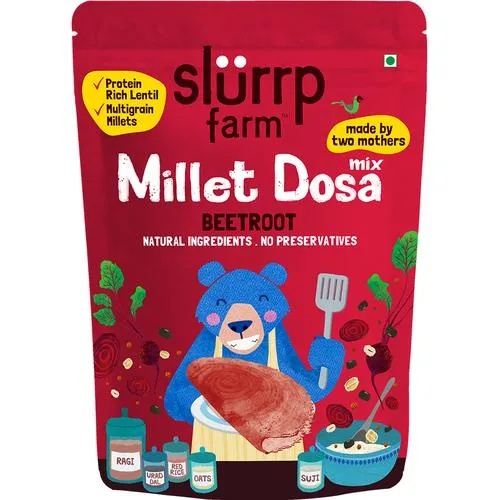 ✓ Protein
Rich Lentil
✓ Multigrain
Millets
slürrp
farm™
made by
two mothers
Millet Dosa
mix
BEETROOT
NATURAL INGREDIENTS . NO PRESERVATIVES
RAGI
URAD
DAL
RED
RICE
OATS
SUJI